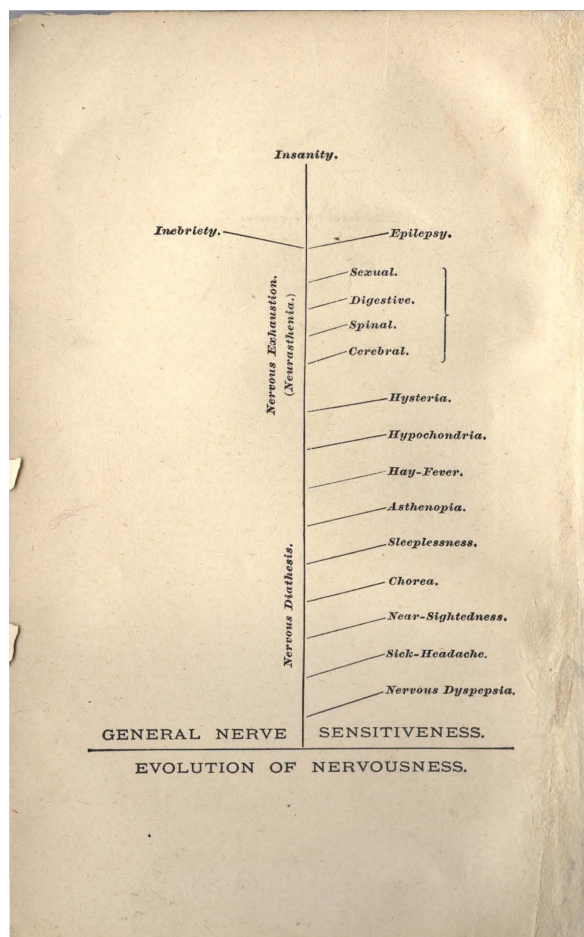 Insanity.
Inebriety.
Epilepsy.
Sexual.
Digestive.
Spinal.
Cerebral.
Nervous Exhaustion.
(Neurasthenia.)
Hysteria.
Hypochondria.
Hay-Fever.
Asthenopia.
Sleeplessness.
Nervous Diathesis.
Chorea.
Near-Sightedness.
Sick-Headache.
Nervous Dyspepsia.
GENERAL NERVE SENSITIVENESS.
EVOLUTION OF NERVOUSNESS.